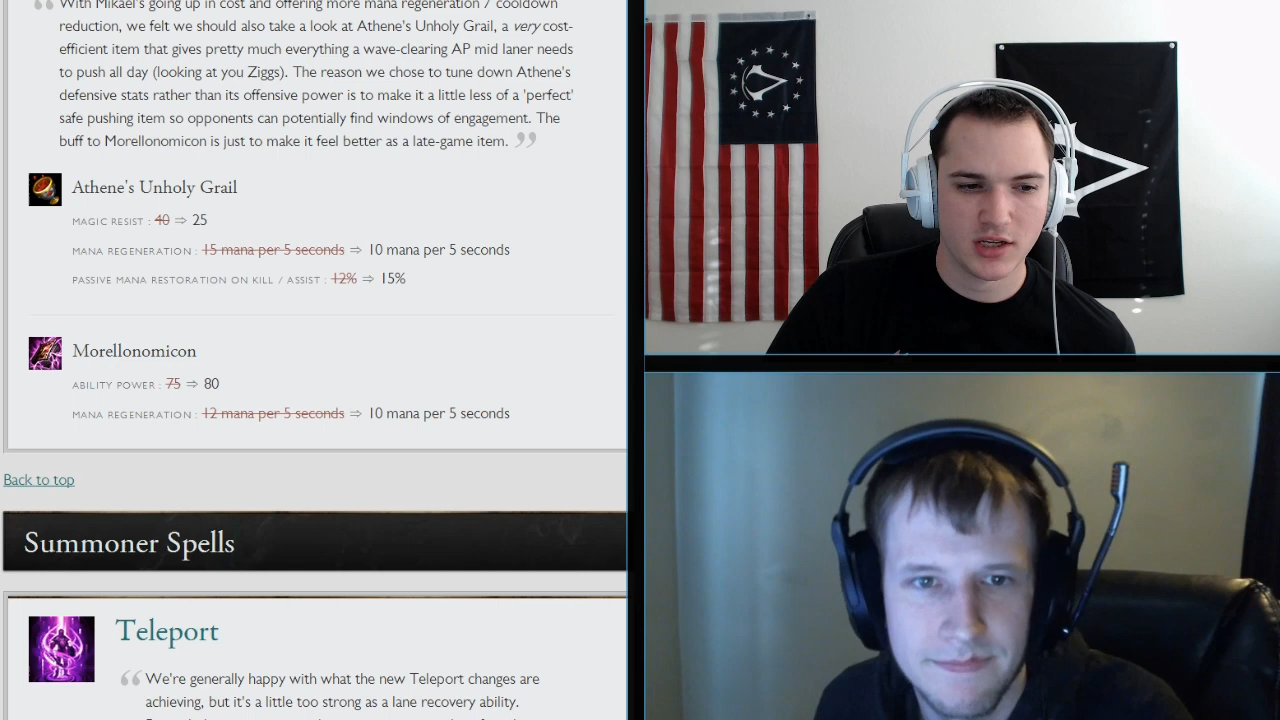 With Mikael's going up in cost and offering more mana regeneration / cooldown
reduction, we felt we should also take a look at Athene's Unholy Grail, a very cost-
efficient item that gives pretty much everything a wave-clearing AP mid laner needs
to push all day (looking at you Ziggs). The reason we chose to tune down Athene's
defensive stats rather than its offensive power is to make it a little less of a 'perfect'
safe pushing item so opponents can potentially find windows of engagement. The
buff to Morellonomicon is just to make it feel better as a late-game item.
Athene's Unholy Grail
MAGIC RESIST : 40 ⇒ 25
MANA REGENERATION : 15 mana per 5 seconds ⇒ 10 mana per 5 seconds
PASSIVE MANA RESTORATION ON KILL / ASSIST : 12% ⇒ 15%
Morellonomicon
ABILITY POWER : 75 ⇒ 80
MANA REGENERATION : 12 mana per 5 seconds ⇒ 10 mana per 5 seconds
Back to top
Summoner Spells
Teleport
We're generally happy with what the new Teleport changes are
achieving, but it's a little too strong as a lane recovery ability.